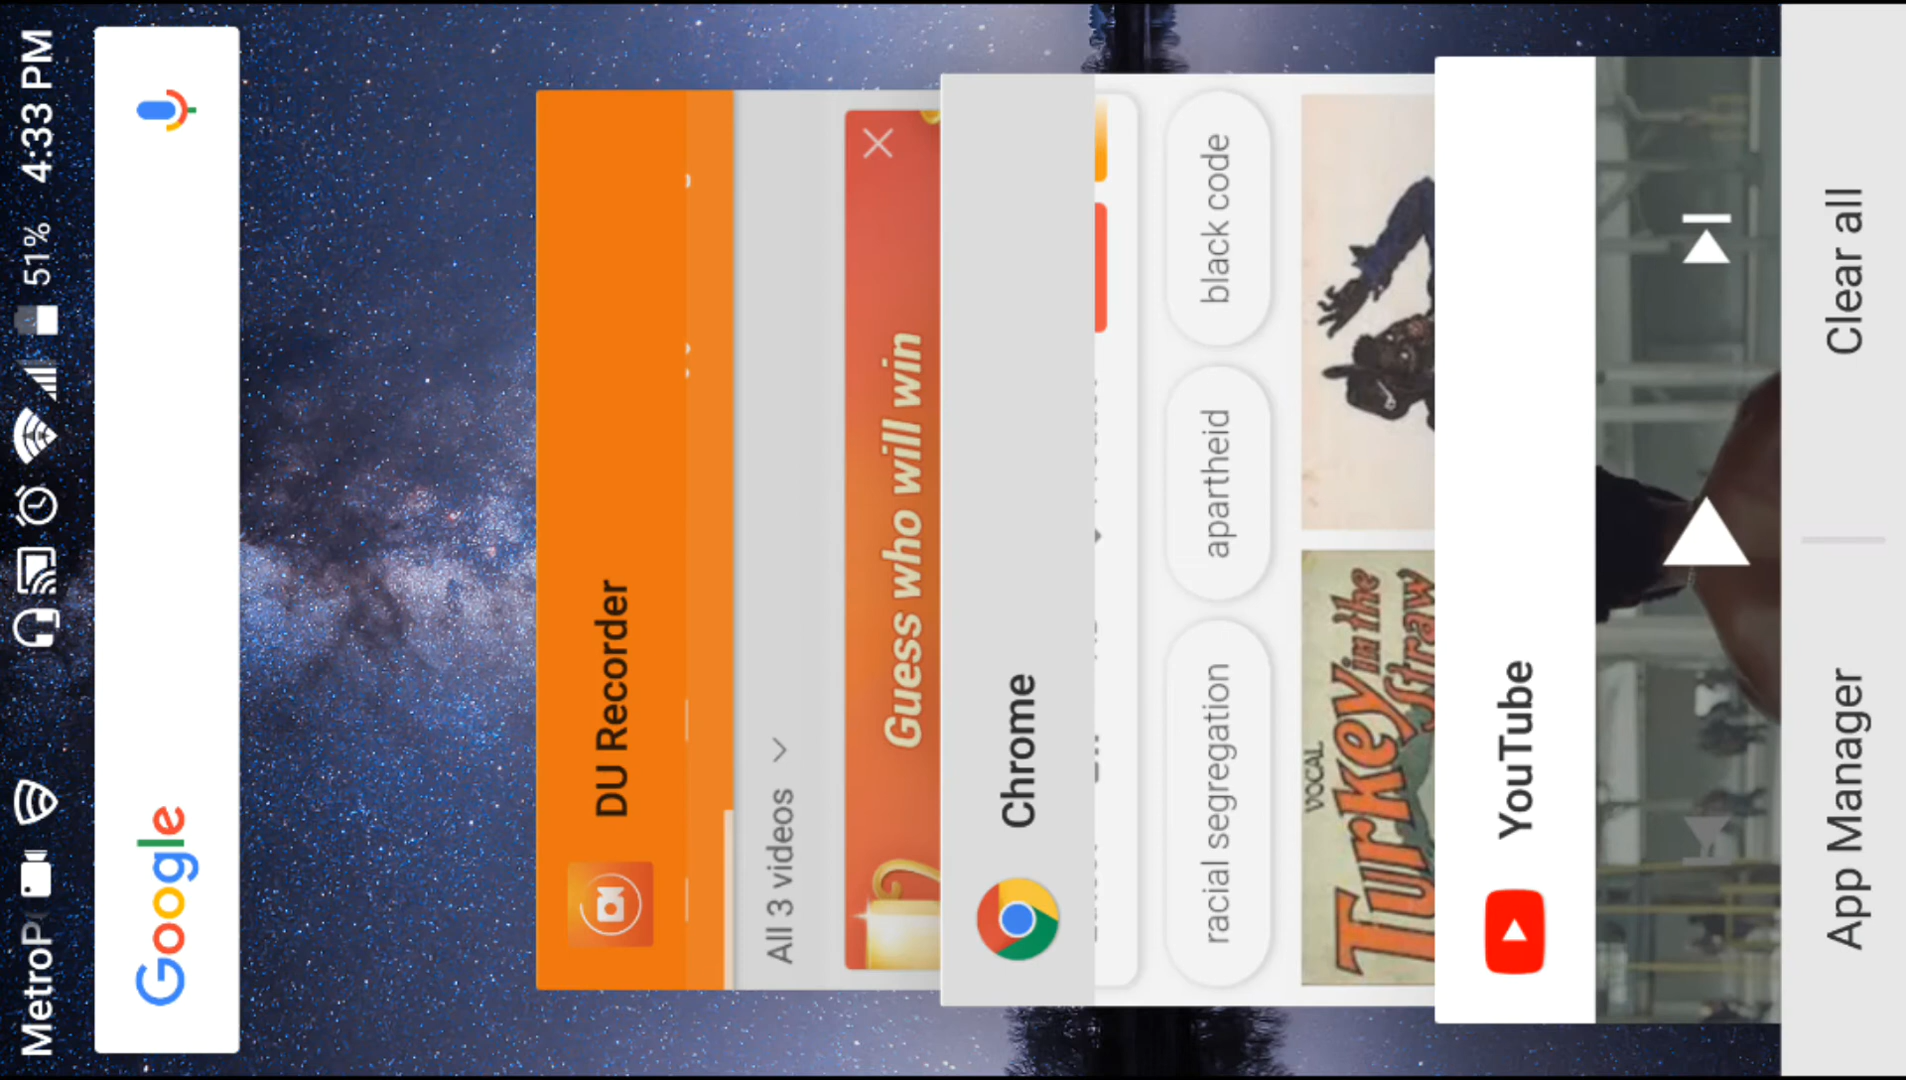 MetroP
51% 4:33 PM
Google
DU Recorder
All 3 videos
Guess who will win
Chrome
racial segregation
apartheid
black code
VOCAL
Turkey in the
Straw
YouTube
App Manager
Clear all